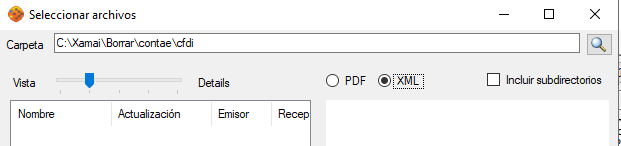 Seleccionar archivos
Carpeta C:\Xamai\Borrar\contae\cfdi
Vista Details PDF XML Incluir subdirectorios
Nombre Actualización Emisor Recep